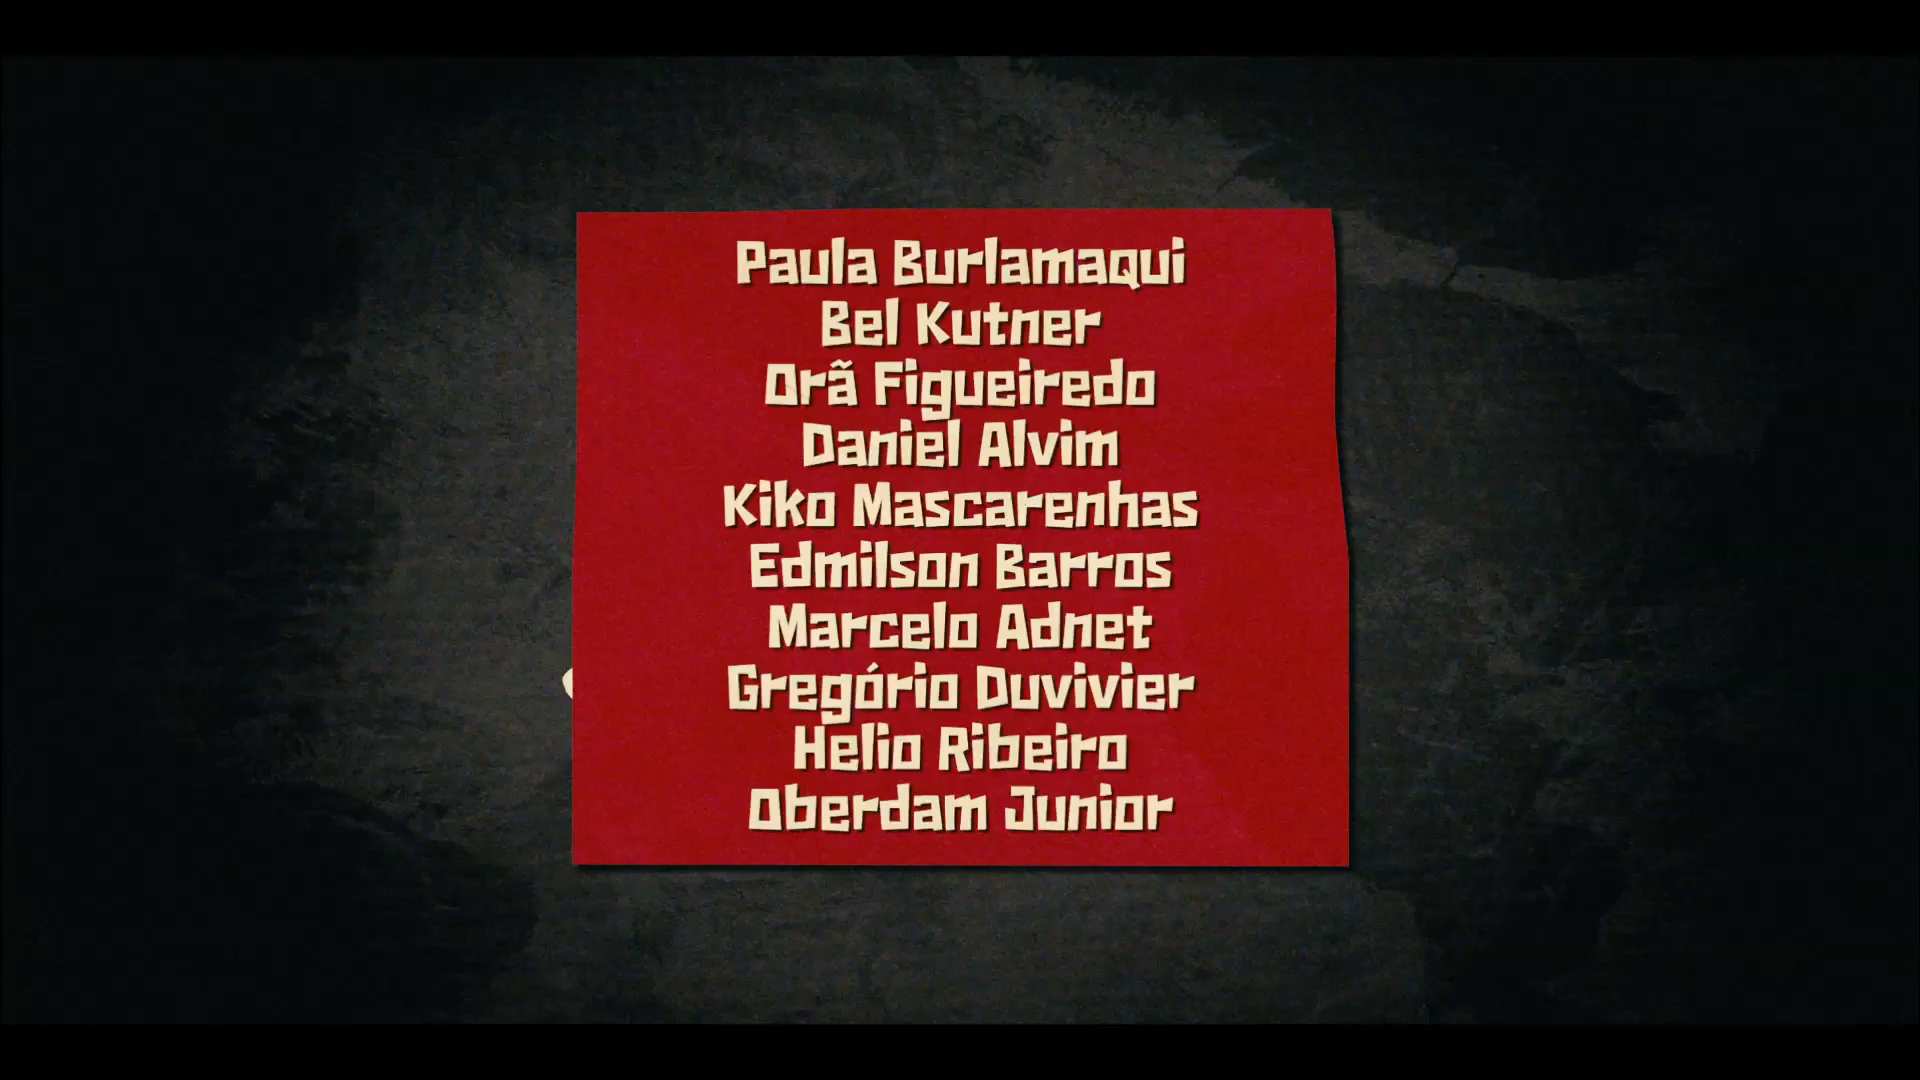 Paula Burlamaqui
Bel Kutner
Orã Figueiredo
Daniel Alvim
Kiko Mascarenhas
Edmilson Barros
Marcelo Adnet
Gregório Duvivier
Helio Ribeiro
Oberdam Junior